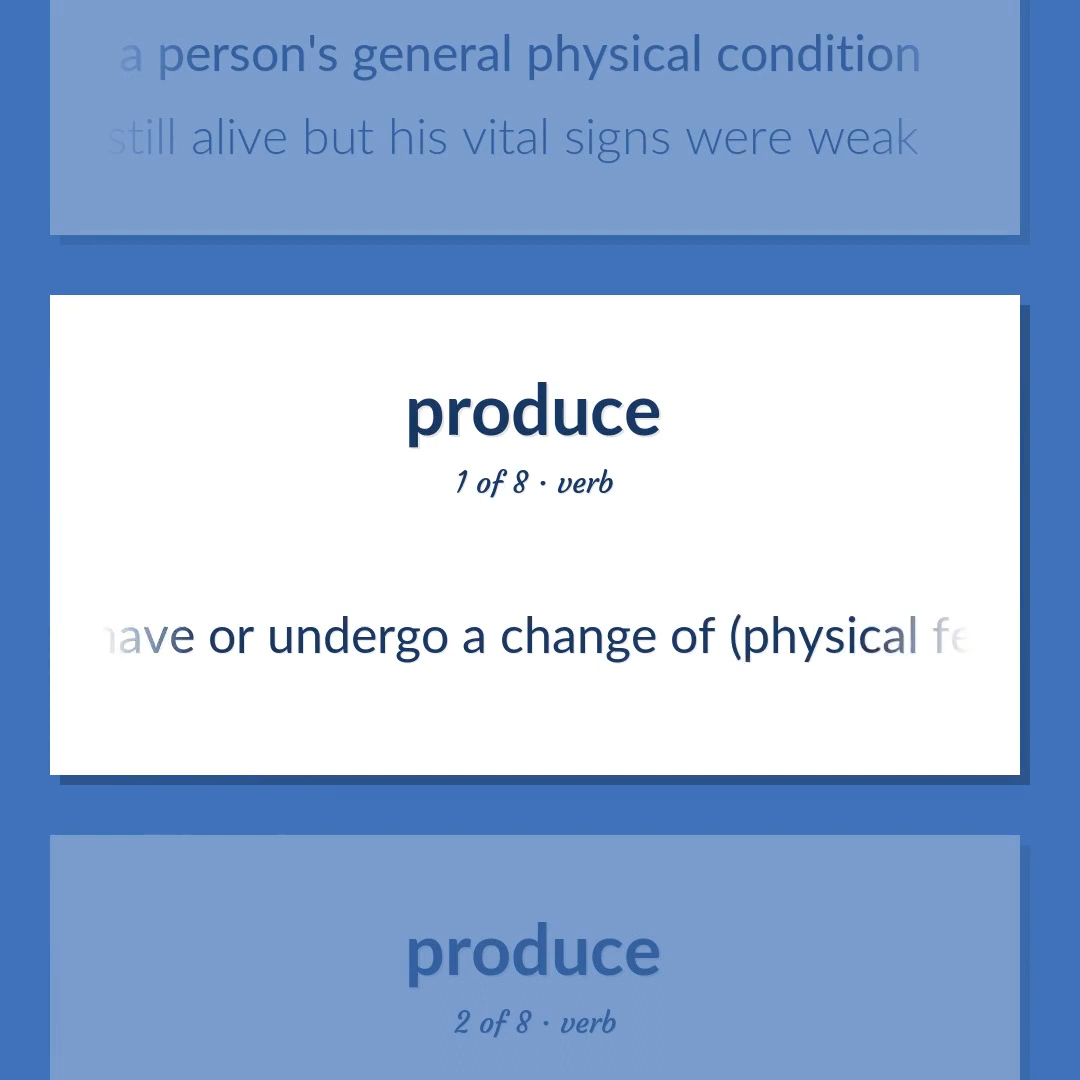 a person's general physical condition
still alive but his vital signs were weak
produce
1 of 8 · verb
have or undergo a change of (physical fe
produce
2 of 8 · verb